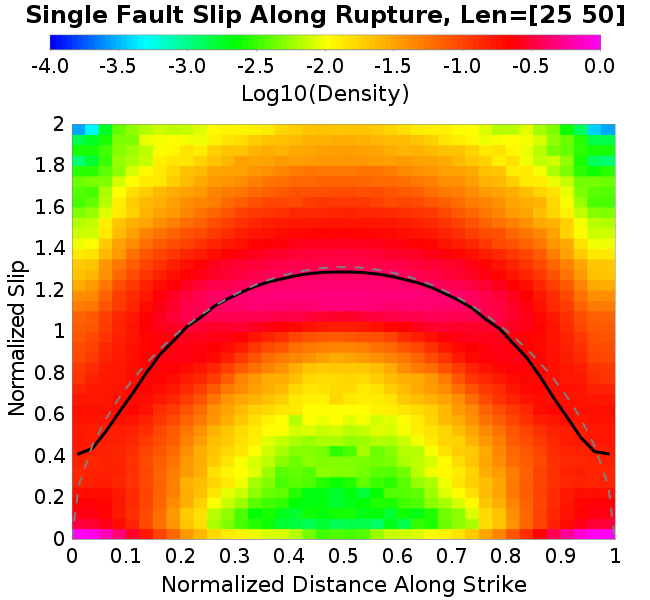 Single Fault Slip Along Rupture, Len=[25 50]
-4.0 -3.5 -3.0 -2.5 -2.0 -1.5 -1.0 -0.5 0.0
Log10(Density)
2
1.8
1.6
1.4
1.2
1
0.8
0.6
0.4
0.2
0
Normalized Slip
0 0.1 0.2 0.3 0.4 0.5 0.6 0.7 0.8 0.9 1
Normalized Distance Along Strike